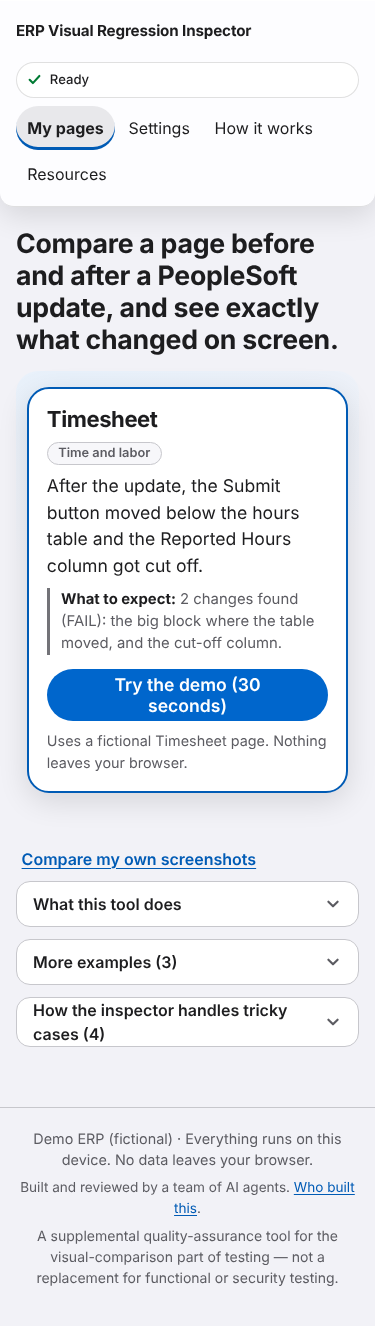 ERP Visual Regression Inspector
Ready
My pages
Settings
How it works
Resources
Compare a page before
and after a PeopleSoft
update, and see exactly
what changed on screen.
Timesheet
Time and labor
After the update, the Submit
button moved below the hours
table and the Reported Hours
column got cut off.
What to expect: 2 changes found
(FAIL): the big block where the table
moved, and the cut-off column.
Try the demo (30
seconds)
Uses a fictional Timesheet page. Nothing
leaves your browser.
Compare my own screenshots
What this tool does
More examples (3)
How the inspector handles tricky
cases (4)
Demo ERP (fictional) · Everything runs on this
device. No data leaves your browser.
Built and reviewed by a team of AI agents. Who built
this.
A supplemental quality-assurance tool for the
visual-comparison part of testing — not a
replacement for functional or security testing.